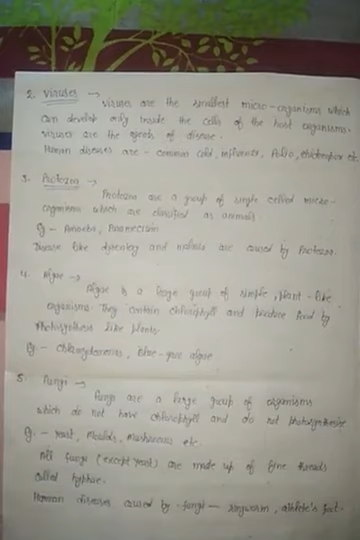 2. Viruses →
Viruses are the smallest micro-organisms which
can develop only inside the cells of the host organisms.
Viruses are the agents of disease.
Human diseases are - common cold, influenza, Polio, chickenpox etc.
3. Protozoa →
Protozoa are a group of single celled micro-
organisms which are classified as animals.
Eg - Amoeba, Paramecium
Disease like dysentry and malaria are caused by Protozoa.
4. Algae →
Algae is a large group of simple, plant-like
organisms. They contain chlorophyll and produce food by
Photosynthesis like plants.
Eg - Chlamydomonas, Blue-green algae
5. Fungi →
Fungi are a large group of organisms
which do not have chlorophyll and do not photosynthesise
Eg. - Yeast, Moulds, Mushrooms etc.
All fungi (except Yeast) are made up of fine threads
called hyphae.
Human diseases caused by fungi - ringworm, athlete's foot.